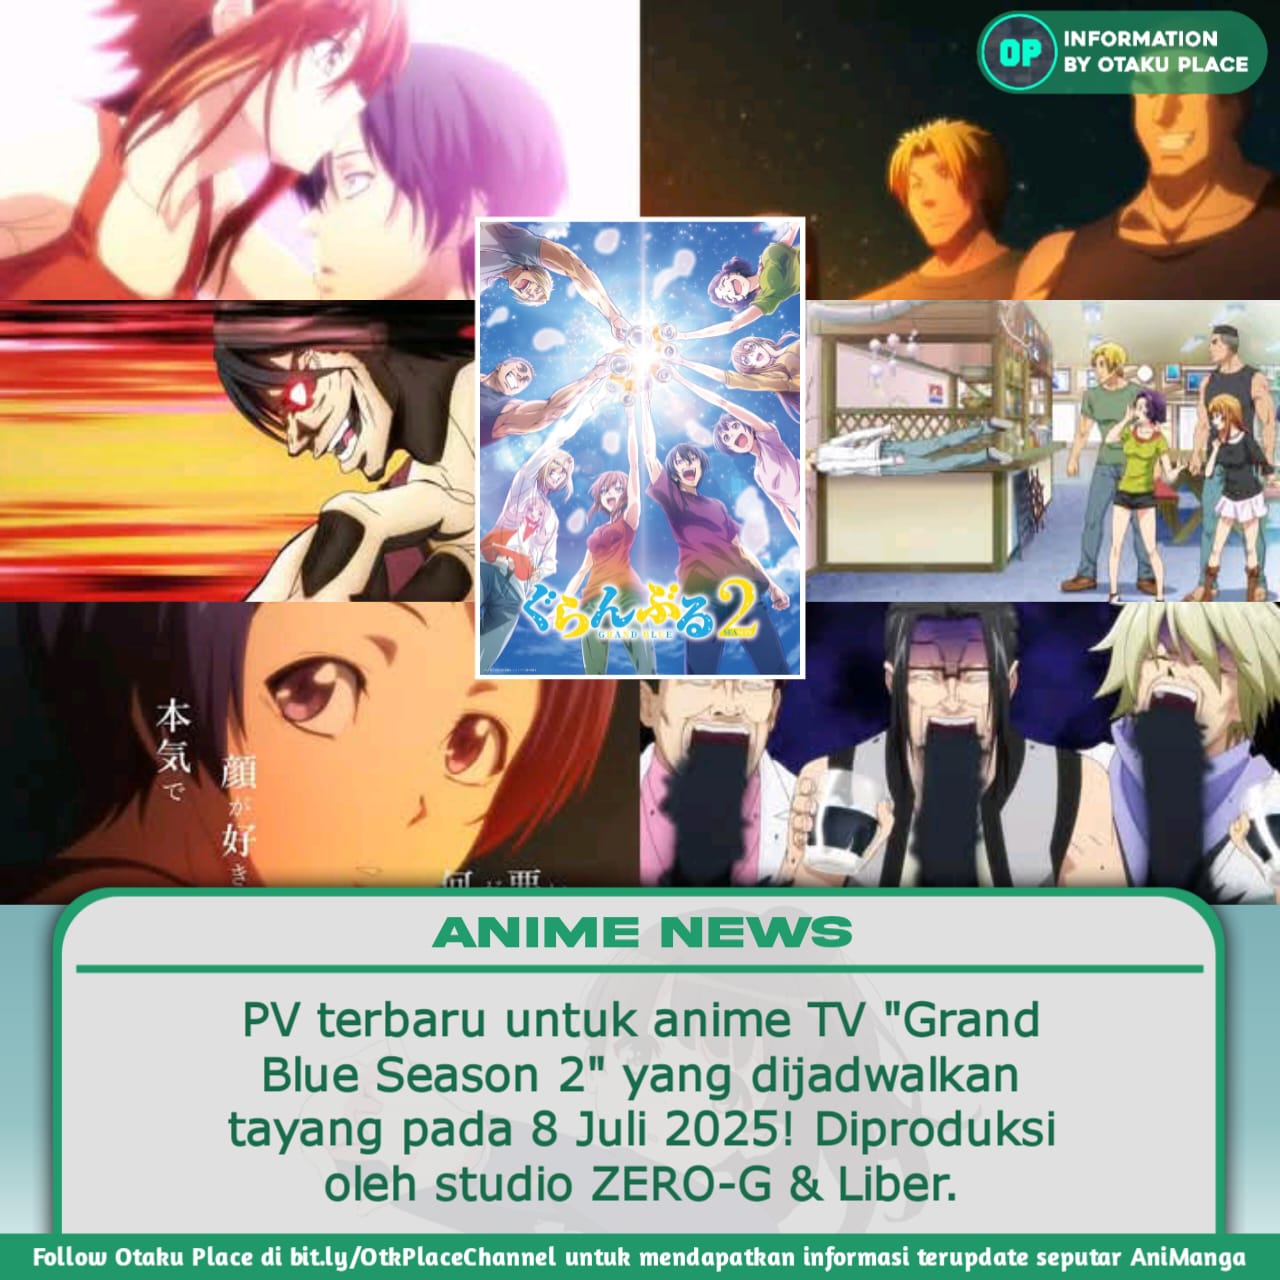 OP
INFORMATION
BY OTAKU PLACE
ぐらんぶる2
GRAND BLUE
本気で
顔が好き
ANIME NEWS
PV terbaru untuk anime TV "Grand
Blue Season 2" yang dijadwalkan
tayang pada 8 Juli 2025! Diproduksi
oleh studio ZERO-G & Liber.
Follow Otaku Place di bit.ly/OtkPlaceChannel untuk mendapatkan informasi terupdate seputar AniManga